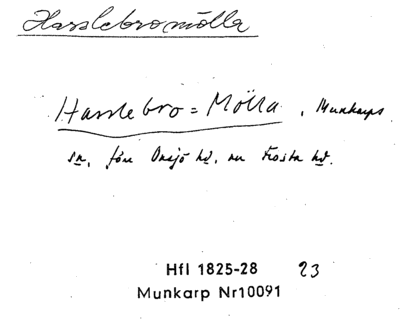 Hasslebromölla
Hasslebro = Mölla, Munkarps
sn, förr Onsjö hd, nu Frosta hd.
Hfl 1825-28 23
Munkarp Nr10091